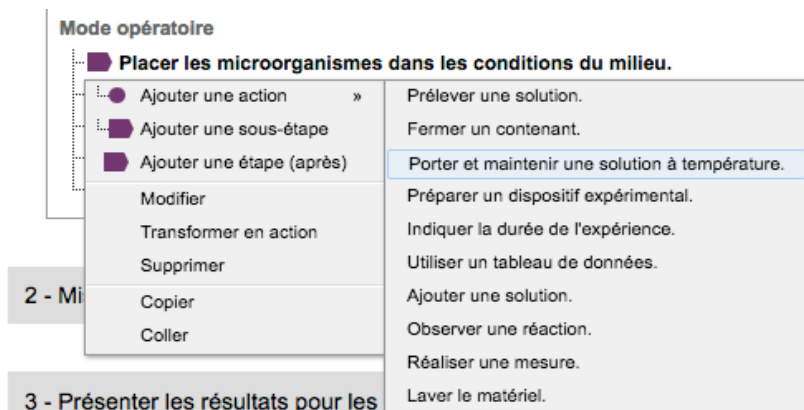 Mode opératoire
Placer les microorganismes dans les conditions du milieu.
Ajouter une action »
Ajouter une sous-étape
Ajouter une étape (après)
Modifier
Transformer en action
Supprimer
Copier
Coller
Prélever une solution.
Fermer un contenant.
Porter et maintenir une solution à température.
Préparer un dispositif expérimental.
Indiquer la durée de l'expérience.
Utiliser un tableau de données.
Ajouter une solution.
Observer une réaction.
Réaliser une mesure.
Laver le matériel.
2 -
3 - Présenter les résultats pour les